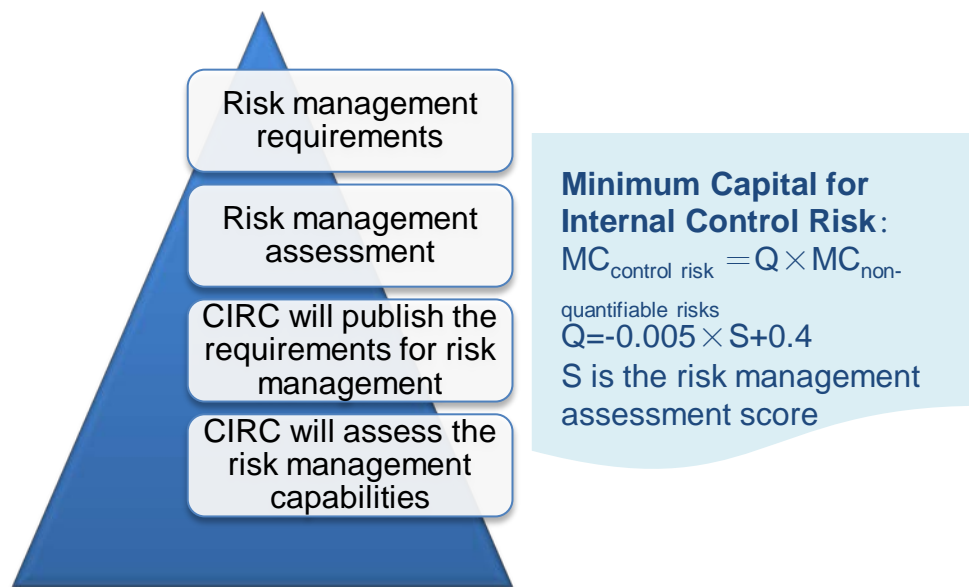 Risk management
requirements
Risk management
assessment
CIRC will publish the
requirements for risk
management
CIRC will assess the
risk management
capabilities
Minimum Capital for
Internal Control Risk：
MCcontrol risk ＝Q×MCnon-
quantifiable risks
Q=-0.005×S+0.4
S is the risk management
assessment score